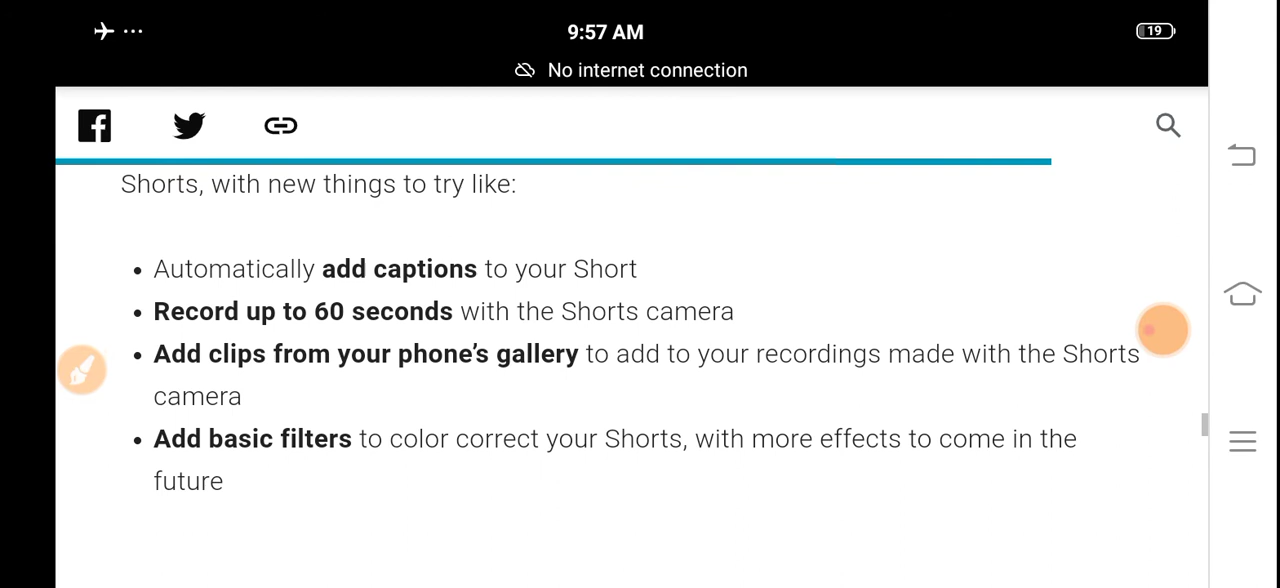 9:57 AM
19
No internet connection
Shorts, with new things to try like:
• Automatically add captions to your Short
• Record up to 60 seconds with the Shorts camera
• Add clips from your phone’s gallery to add to your recordings made with the Shorts
camera
• Add basic filters to color correct your Shorts, with more effects to come in the
future